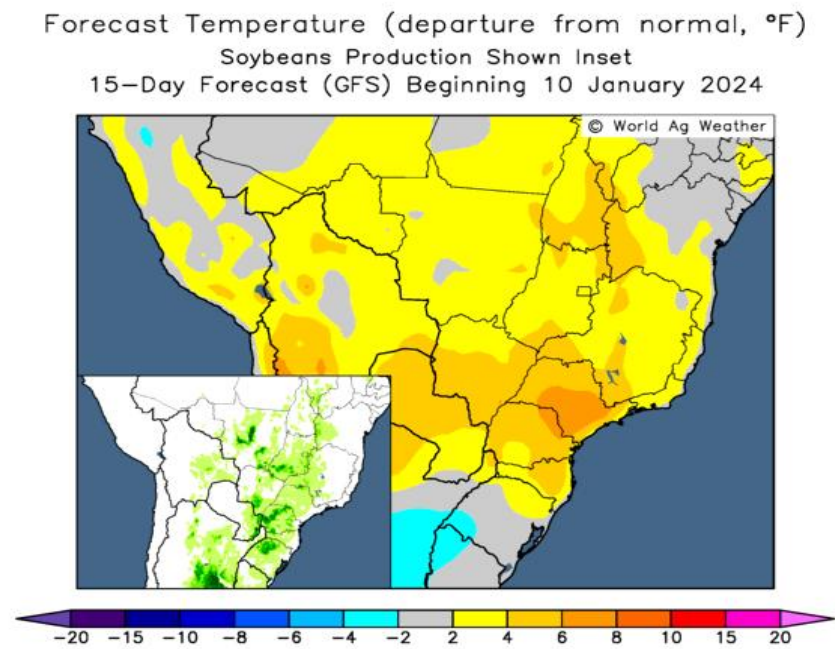 Forecast Temperature (departure from normal, °F)
Soybeans Production Shown Inset
15-Day Forecast (GFS) Beginning 10 January 2024
© World Ag Weather
-20 -15 -10 -8 -6 -4 -2 2 4 6 8 10 15 20